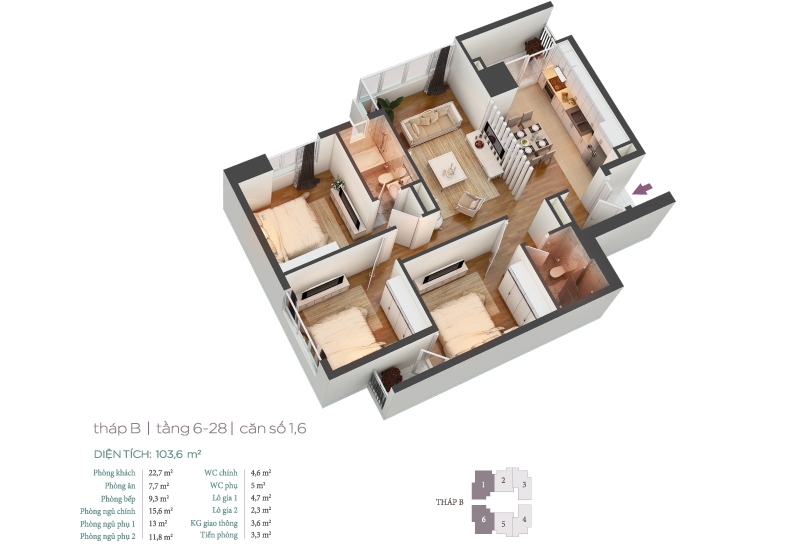 tháp B | tầng 6-28 | căn số 1,6
DIỆN TÍCH: 103,6 m²
Phòng khách 22,7 m²
Phòng ăn 7,7 m²
Phòng bếp 9,3 m²
Phòng ngủ chính 15,6 m²
Phòng ngủ phụ 1 13 m²
Phòng ngủ phụ 2 11,8 m²
WC chính 4,6 m²
WC phụ 5 m²
Lô gia 1 4,7 m²
Lô gia 2 2,3 m²
KG giao thông 3,6 m²
Tiền phòng 3,3 m²
THÁP B
1 2 3
6 5 4